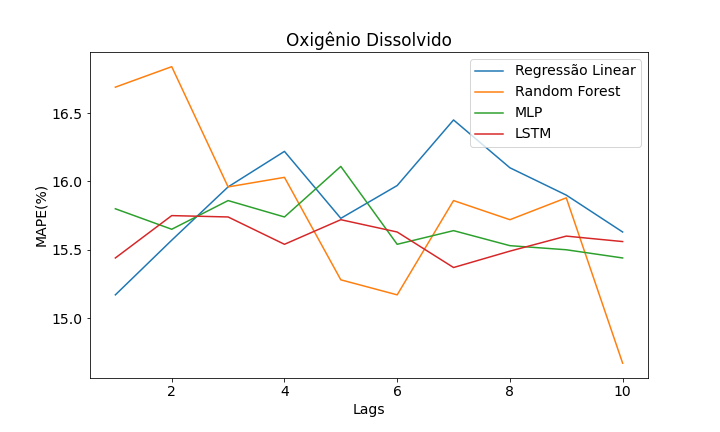 Oxigênio Dissolvido
Regressão Linear
Random Forest
MLP
LSTM
MAPE(%)
16.5
16.0
15.5
15.0
2 4 6 8 10
Lags